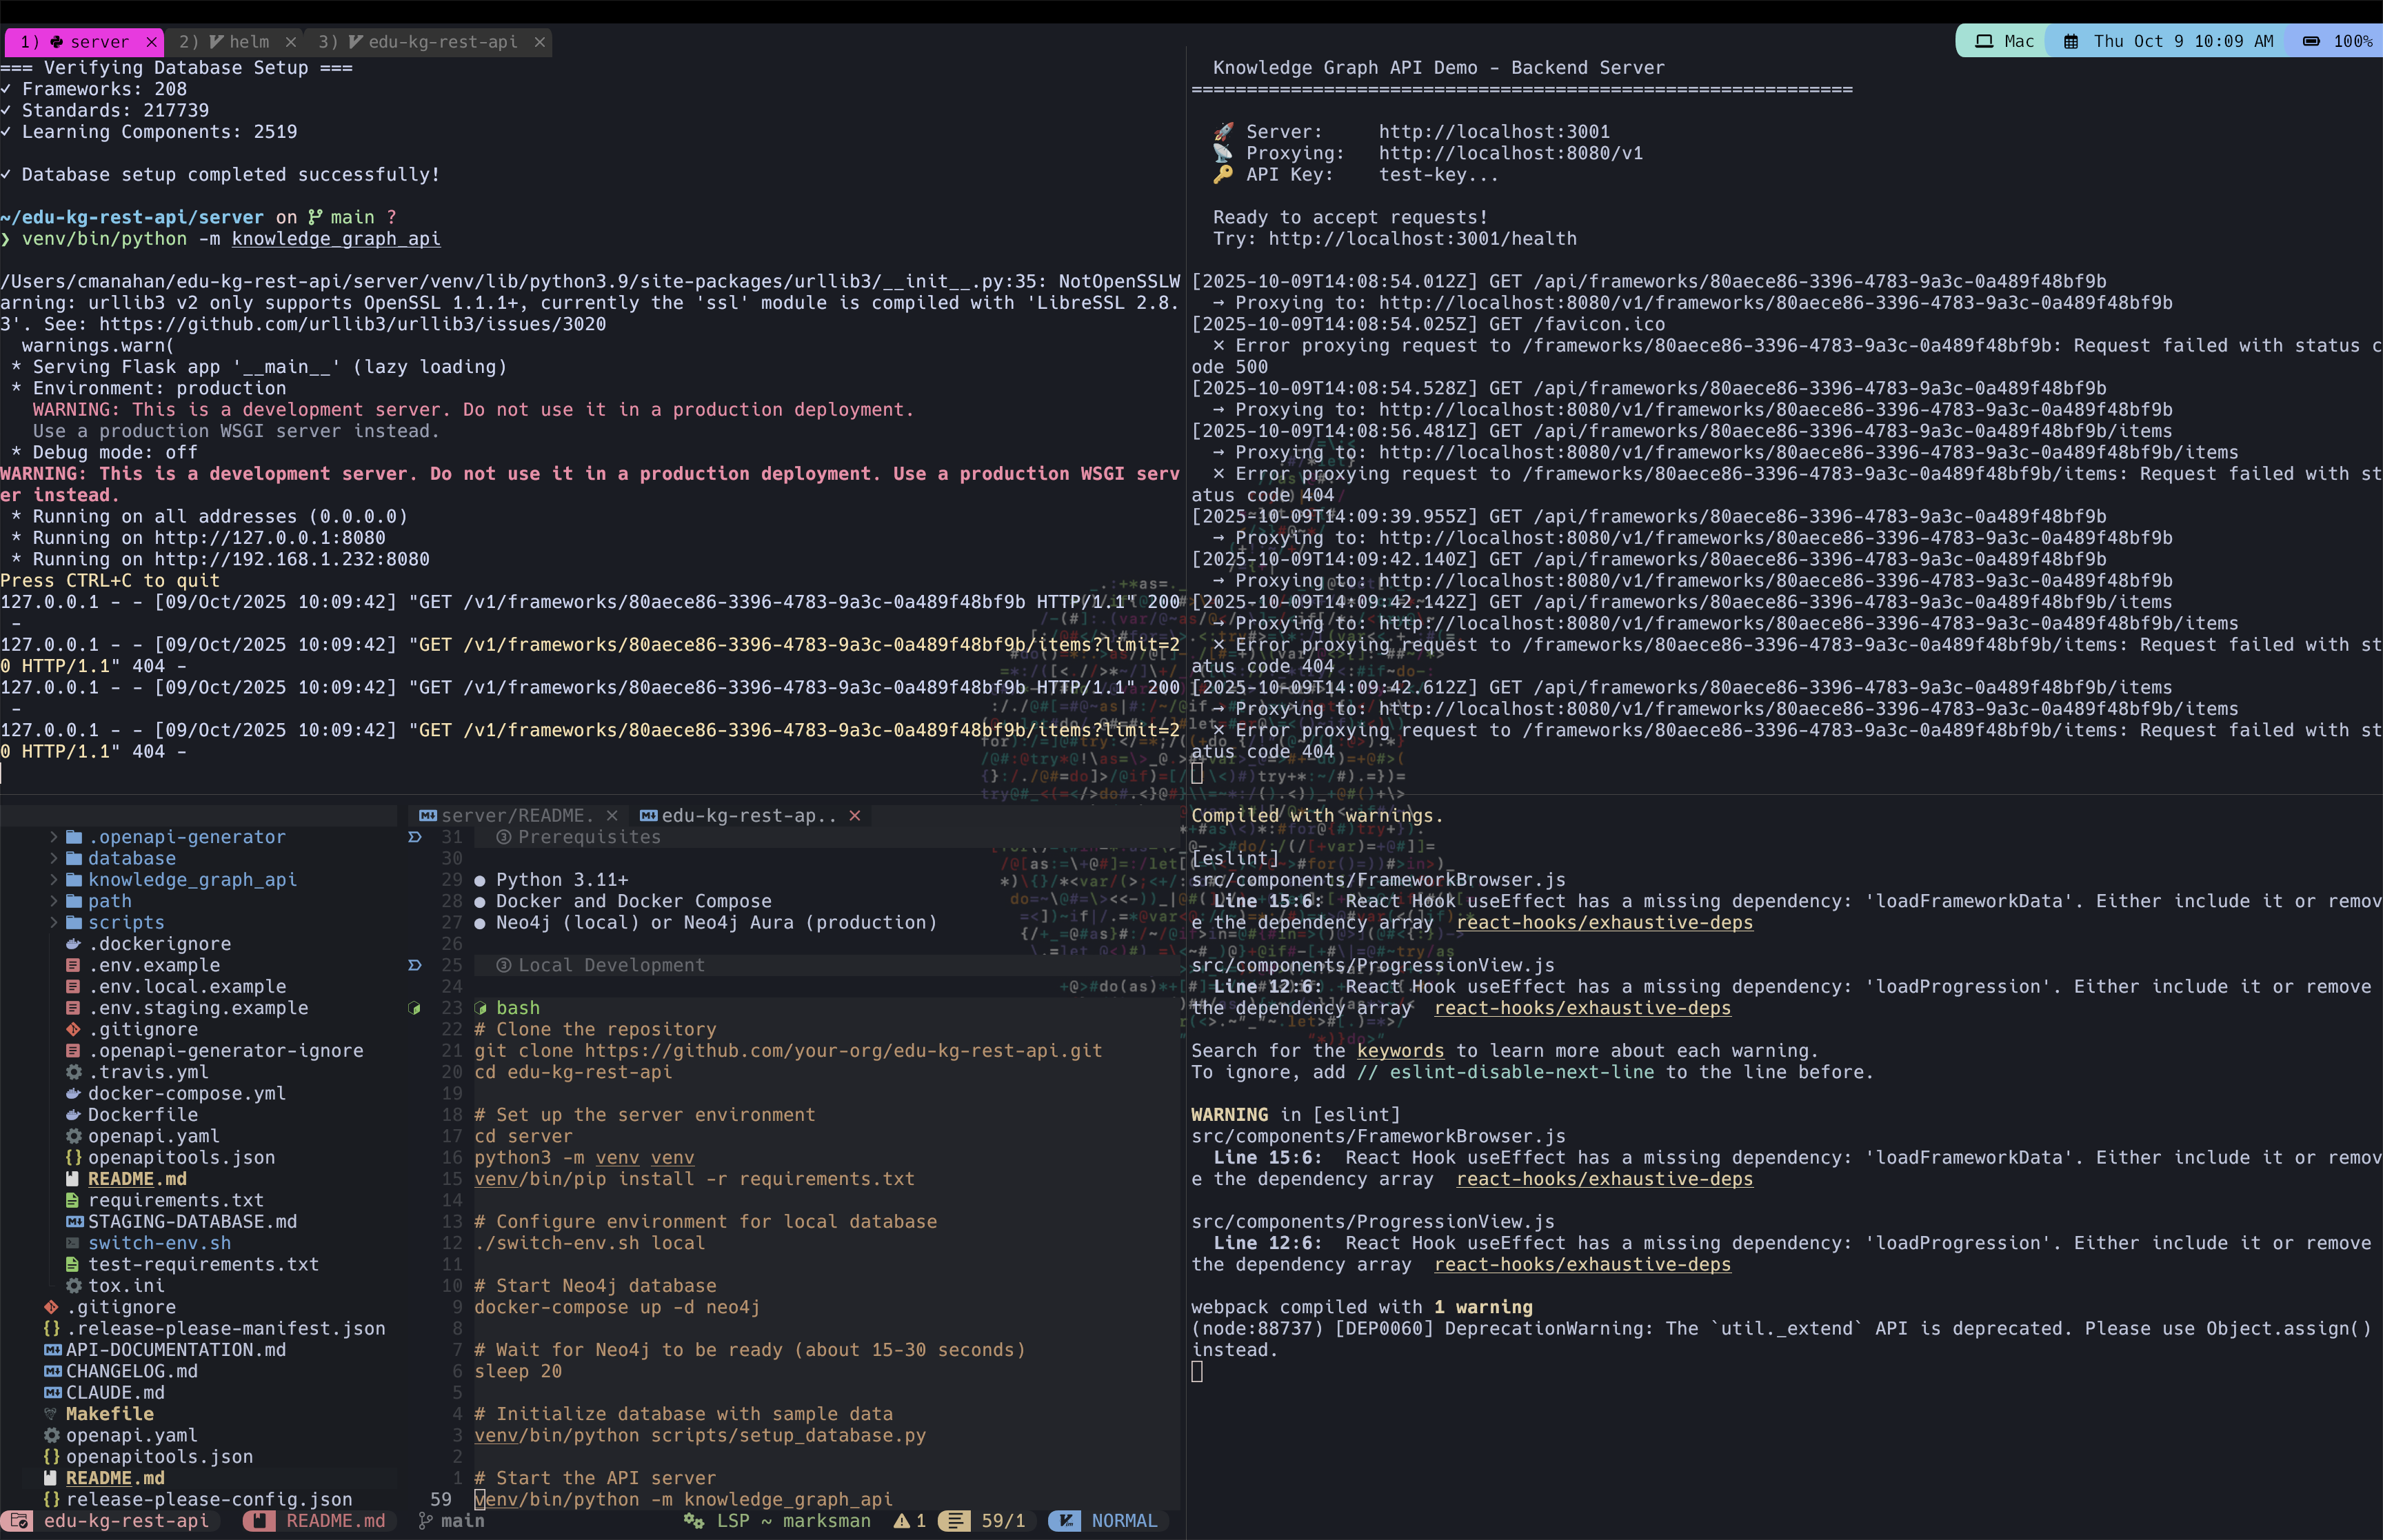 1) server × 2) helm × 3) edu-kg-rest-api ×
Mac Thu Oct 9 10:09 AM 100%
=== Verifying Database Setup ===
✓ Frameworks: 208
✓ Standards: 217739
✓ Learning Components: 2519
✓ Database setup completed successfully!
~/edu-kg-rest-api/server on main ?
❯ venv/bin/python -m knowledge_graph_api
/Users/cmanahan/edu-kg-rest-api/server/venv/lib/python3.9/site-packages/urllib3/__init__.py:35: NotOpenSSLW
arning: urllib3 v2 only supports OpenSSL 1.1.1+, currently the 'ssl' module is compiled with 'LibreSSL 2.8.
3'. See: https://github.com/urllib3/urllib3/issues/3020
warnings.warn(
* Serving Flask app '__main__' (lazy loading)
* Environment: production
WARNING: This is a development server. Do not use it in a production deployment.
Use a production WSGI server instead.
* Debug mode: off
WARNING: This is a development server. Do not use it in a production deployment. Use a production WSGI serv
er instead.
* Running on all addresses (0.0.0.0)
* Running on http://127.0.0.1:8080
* Running on http://192.168.1.232:8080
Press CTRL+C to quit
127.0.0.1 - - [09/Oct/2025 10:09:42] "GET /v1/frameworks/80aece86-3396-4783-9a3c-0a489f48bf9b HTTP/1.1" 200
-
127.0.0.1 - - [09/Oct/2025 10:09:42] "GET /v1/frameworks/80aece86-3396-4783-9a3c-0a489f48bf9b/items?limit=2
0 HTTP/1.1" 404 -
127.0.0.1 - - [09/Oct/2025 10:09:42] "GET /v1/frameworks/80aece86-3396-4783-9a3c-0a489f48bf9b HTTP/1.1" 200
-
127.0.0.1 - - [09/Oct/2025 10:09:42] "GET /v1/frameworks/80aece86-3396-4783-9a3c-0a489f48bf9b/items?limit=2
0 HTTP/1.1" 404 -
Knowledge Graph API Demo - Backend Server
============================================================
🚀 Server: http://localhost:3001
📡 Proxying: http://localhost:8080/v1
🔑 API Key: test-key...
Ready to accept requests!
Try: http://localhost:3001/health
[2025-10-09T14:08:54.012Z] GET /api/frameworks/80aece86-3396-4783-9a3c-0a489f48bf9b
→ Proxying to: http://localhost:8080/v1/frameworks/80aece86-3396-4783-9a3c-0a489f48bf9b
[2025-10-09T14:08:54.025Z] GET /favicon.ico
✕ Error proxying request to /frameworks/80aece86-3396-4783-9a3c-0a489f48bf9b: Request failed with status c
ode 500
[2025-10-09T14:08:54.528Z] GET /api/frameworks/80aece86-3396-4783-9a3c-0a489f48bf9b
→ Proxying to: http://localhost:8080/v1/frameworks/80aece86-3396-4783-9a3c-0a489f48bf9b
[2025-10-09T14:08:56.481Z] GET /api/frameworks/80aece86-3396-4783-9a3c-0a489f48bf9b/items
→ Proxying to: http://localhost:8080/v1/frameworks/80aece86-3396-4783-9a3c-0a489f48bf9b/items
✕ Error proxying request to /frameworks/80aece86-3396-4783-9a3c-0a489f48bf9b/items: Request failed with st
atus code 404
[2025-10-09T14:09:39.955Z] GET /api/frameworks/80aece86-3396-4783-9a3c-0a489f48bf9b
→ Proxying to: http://localhost:8080/v1/frameworks/80aece86-3396-4783-9a3c-0a489f48bf9b
[2025-10-09T14:09:42.140Z] GET /api/frameworks/80aece86-3396-4783-9a3c-0a489f48bf9b
→ Proxying to: http://localhost:8080/v1/frameworks/80aece86-3396-4783-9a3c-0a489f48bf9b
[2025-10-09T14:09:42.142Z] GET /api/frameworks/80aece86-3396-4783-9a3c-0a489f48bf9b/items
→ Proxying to: http://localhost:8080/v1/frameworks/80aece86-3396-4783-9a3c-0a489f48bf9b/items
✕ Error proxying request to /frameworks/80aece86-3396-4783-9a3c-0a489f48bf9b/items: Request failed with st
atus code 404
[2025-10-09T14:09:42.612Z] GET /api/frameworks/80aece86-3396-4783-9a3c-0a489f48bf9b/items
→ Proxying to: http://localhost:8080/v1/frameworks/80aece86-3396-4783-9a3c-0a489f48bf9b/items
✕ Error proxying request to /frameworks/80aece86-3396-4783-9a3c-0a489f48bf9b/items: Request failed with st
atus code 404
.openapi-generator
database
knowledge_graph_api
path
scripts
.dockerignore
.env.example
.env.local.example
.env.staging.example
.gitignore
.openapi-generator-ignore
.travis.yml
docker-compose.yml
Dockerfile
openapi.yaml
openapitools.json
README.md
requirements.txt
STAGING-DATABASE.md
switch-env.sh
test-requirements.txt
tox.ini
.gitignore
.release-please-manifest.json
API-DOCUMENTATION.md
CHANGELOG.md
CLAUDE.md
Makefile
openapi.yaml
openapitools.json
README.md
release-please-config.json
server/README. × edu-kg-rest-ap.. ×
31 ③ Prerequisites
30
29 ● Python 3.11+
28 ● Docker and Docker Compose
27 ● Neo4j (local) or Neo4j Aura (production)
26
25 ③ Local Development
24
23 bash
22 # Clone the repository
21 git clone https://github.com/your-org/edu-kg-rest-api.git
20 cd edu-kg-rest-api
19
18 # Set up the server environment
17 cd server
16 python3 -m venv venv
15 venv/bin/pip install -r requirements.txt
14
13 # Configure environment for local database
12 ./switch-env.sh local
11
10 # Start Neo4j database
9 docker-compose up -d neo4j
8
7 # Wait for Neo4j to be ready (about 15-30 seconds)
6 sleep 20
5
4 # Initialize database with sample data
3 venv/bin/python scripts/setup_database.py
2
1 # Start the API server
59 venv/bin/python -m knowledge_graph_api
edu-kg-rest-api README.md main LSP ~ marksman 1 59/1 NORMAL
Compiled with warnings.
[eslint]
src/components/FrameworkBrowser.js
Line 15:6: React Hook useEffect has a missing dependency: 'loadFrameworkData'. Either include it or remov
e the dependency array react-hooks/exhaustive-deps
src/components/ProgressionView.js
Line 12:6: React Hook useEffect has a missing dependency: 'loadProgression'. Either include it or remove
the dependency array react-hooks/exhaustive-deps
Search for the keywords to learn more about each warning.
To ignore, add // eslint-disable-next-line to the line before.
WARNING in [eslint]
src/components/FrameworkBrowser.js
Line 15:6: React Hook useEffect has a missing dependency: 'loadFrameworkData'. Either include it or remov
e the dependency array react-hooks/exhaustive-deps
src/components/ProgressionView.js
Line 12:6: React Hook useEffect has a missing dependency: 'loadProgression'. Either include it or remove
the dependency array react-hooks/exhaustive-deps
webpack compiled with 1 warning
(node:88737) [DEP0060] DeprecationWarning: The `util._extend` API is deprecated. Please use Object.assign()
instead.